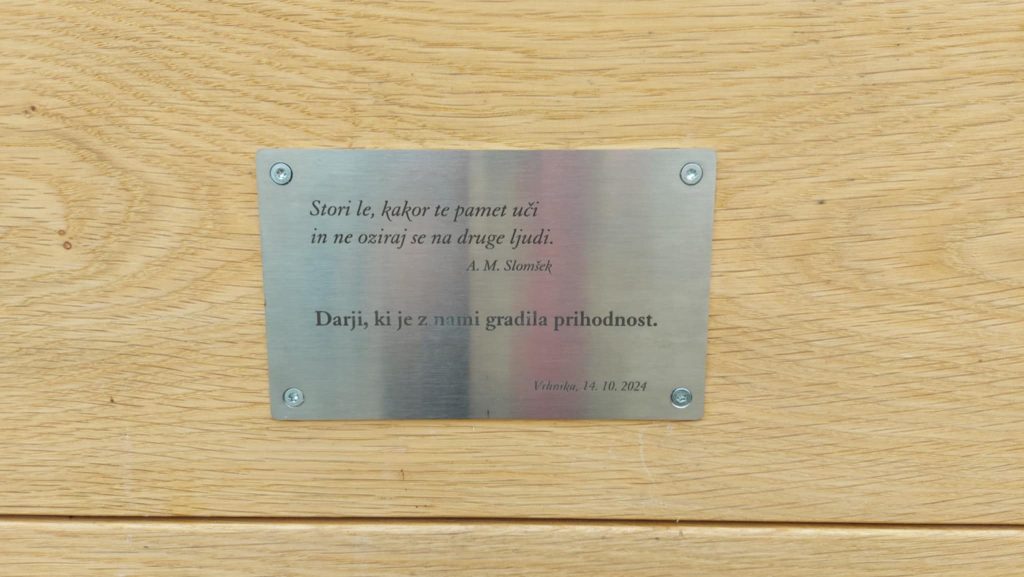 Stori le, kakor te pamet uči
in ne oziraj se na druge ljudi.
A. M. Slomšek
Darji, ki je z nami gradila prihodnost.
Vrhnika, 14. 10. 2024